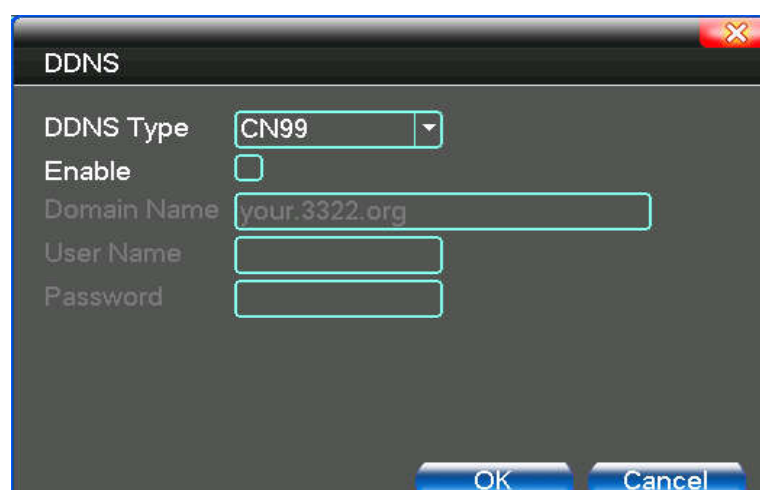 DDNS
DDNS Type CN99
Enable
Domain Name your.3322.org
User Name
Password
OK Cancel